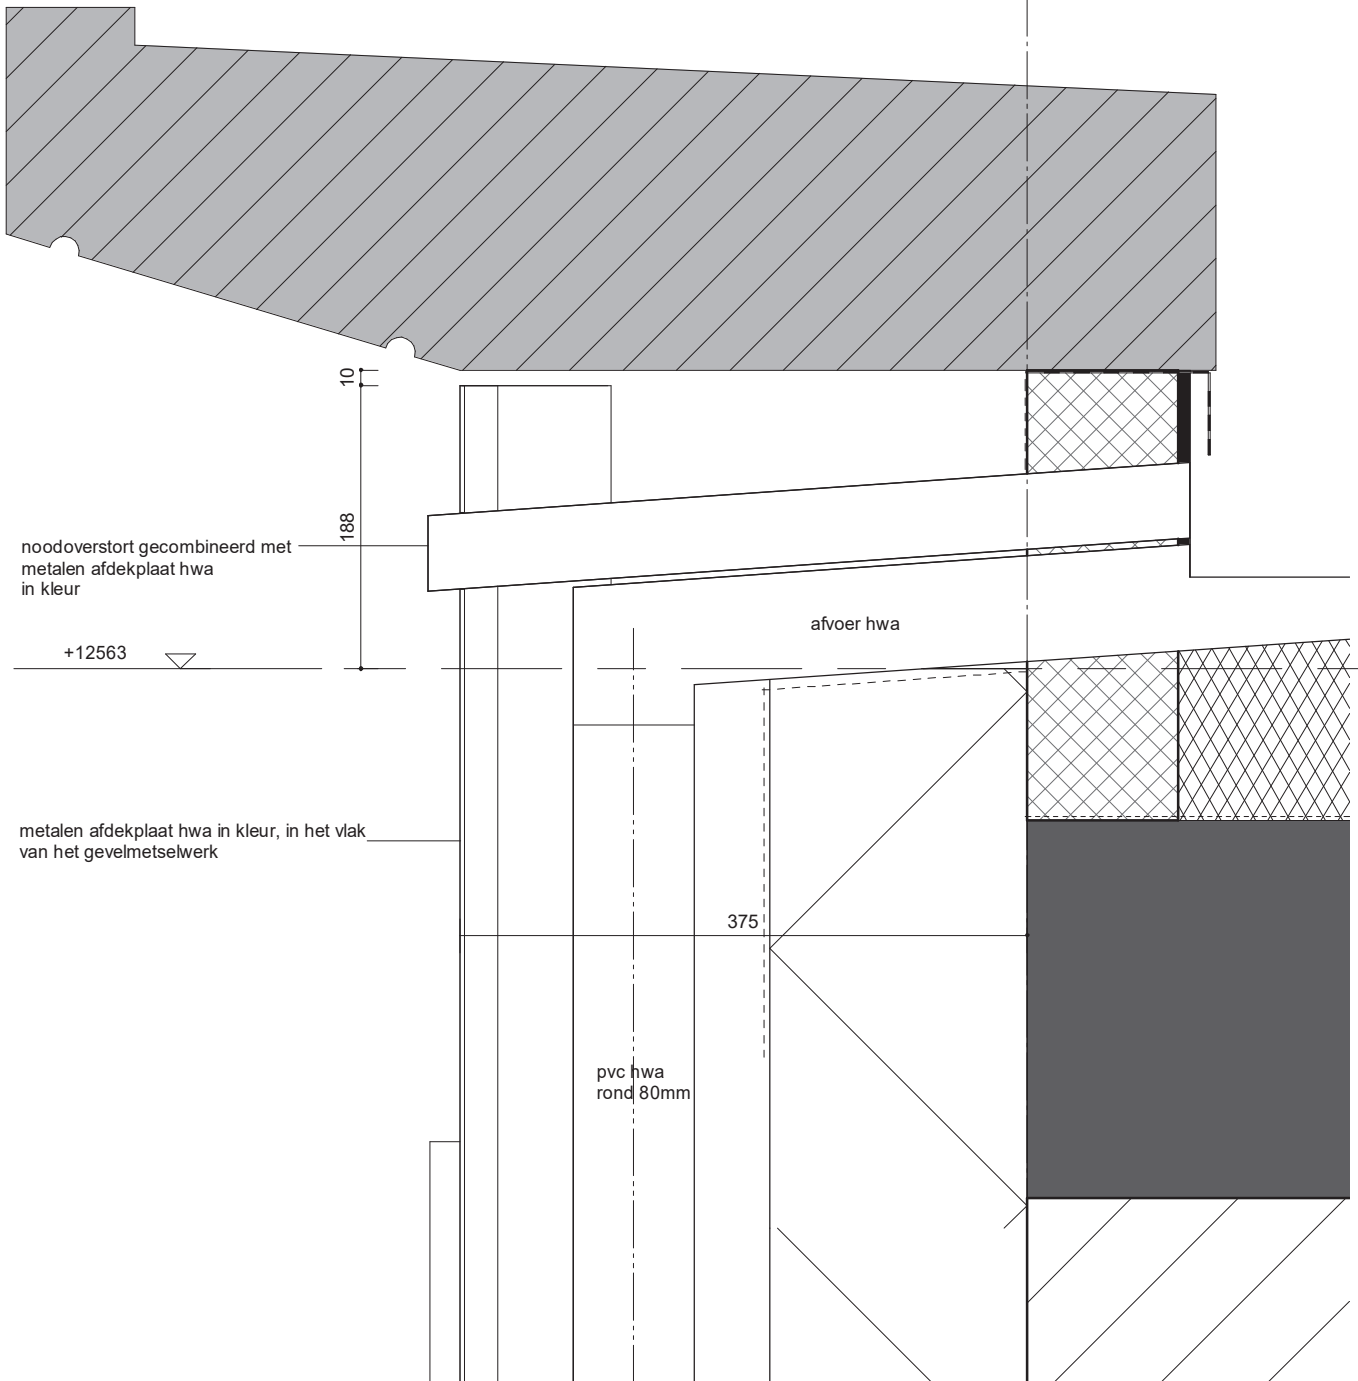 10
188
noodoverstort gecombineerd met
metalen afdekplaat hwa
in kleur
afvoer hwa
+12563
metalen afdekplaat hwa in kleur, in het vlak
van het gevelmetselwerk
375
pvc hwa
rond 80mm